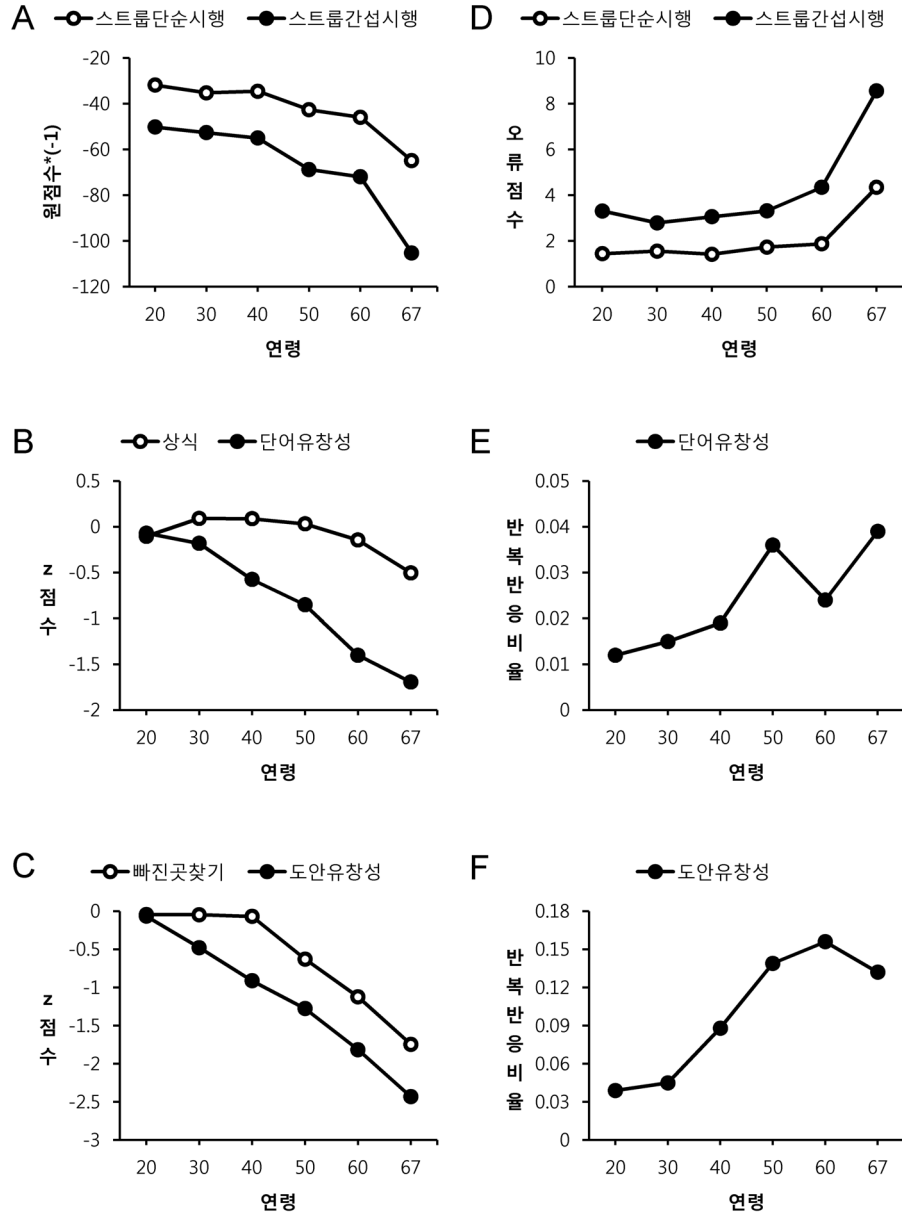 A
스트룹단순시행 스트룹간섭시행
원점수*(-1)
-20
-40
-60
-80
-100
-120
20 30 40 50 60 67
연령
D
스트룹단순시행 스트룹간섭시행
오류점수
10
8
6
4
2
0
20 30 40 50 60 67
연령
B
상식 단어유창성
z점수
0.5
0
-0.5
-1
-1.5
-2
20 30 40 50 60 67
연령
E
단어유창성
반복반응비율
0.05
0.04
0.03
0.02
0.01
0
20 30 40 50 60 67
연령
C
빠진곳찾기 도안유창성
z점수
0
-0.5
-1
-1.5
-2
-2.5
-3
20 30 40 50 60 67
연령
F
도안유창성
반복반응비율
0.18
0.15
0.12
0.09
0.06
0.03
0
20 30 40 50 60 67
연령